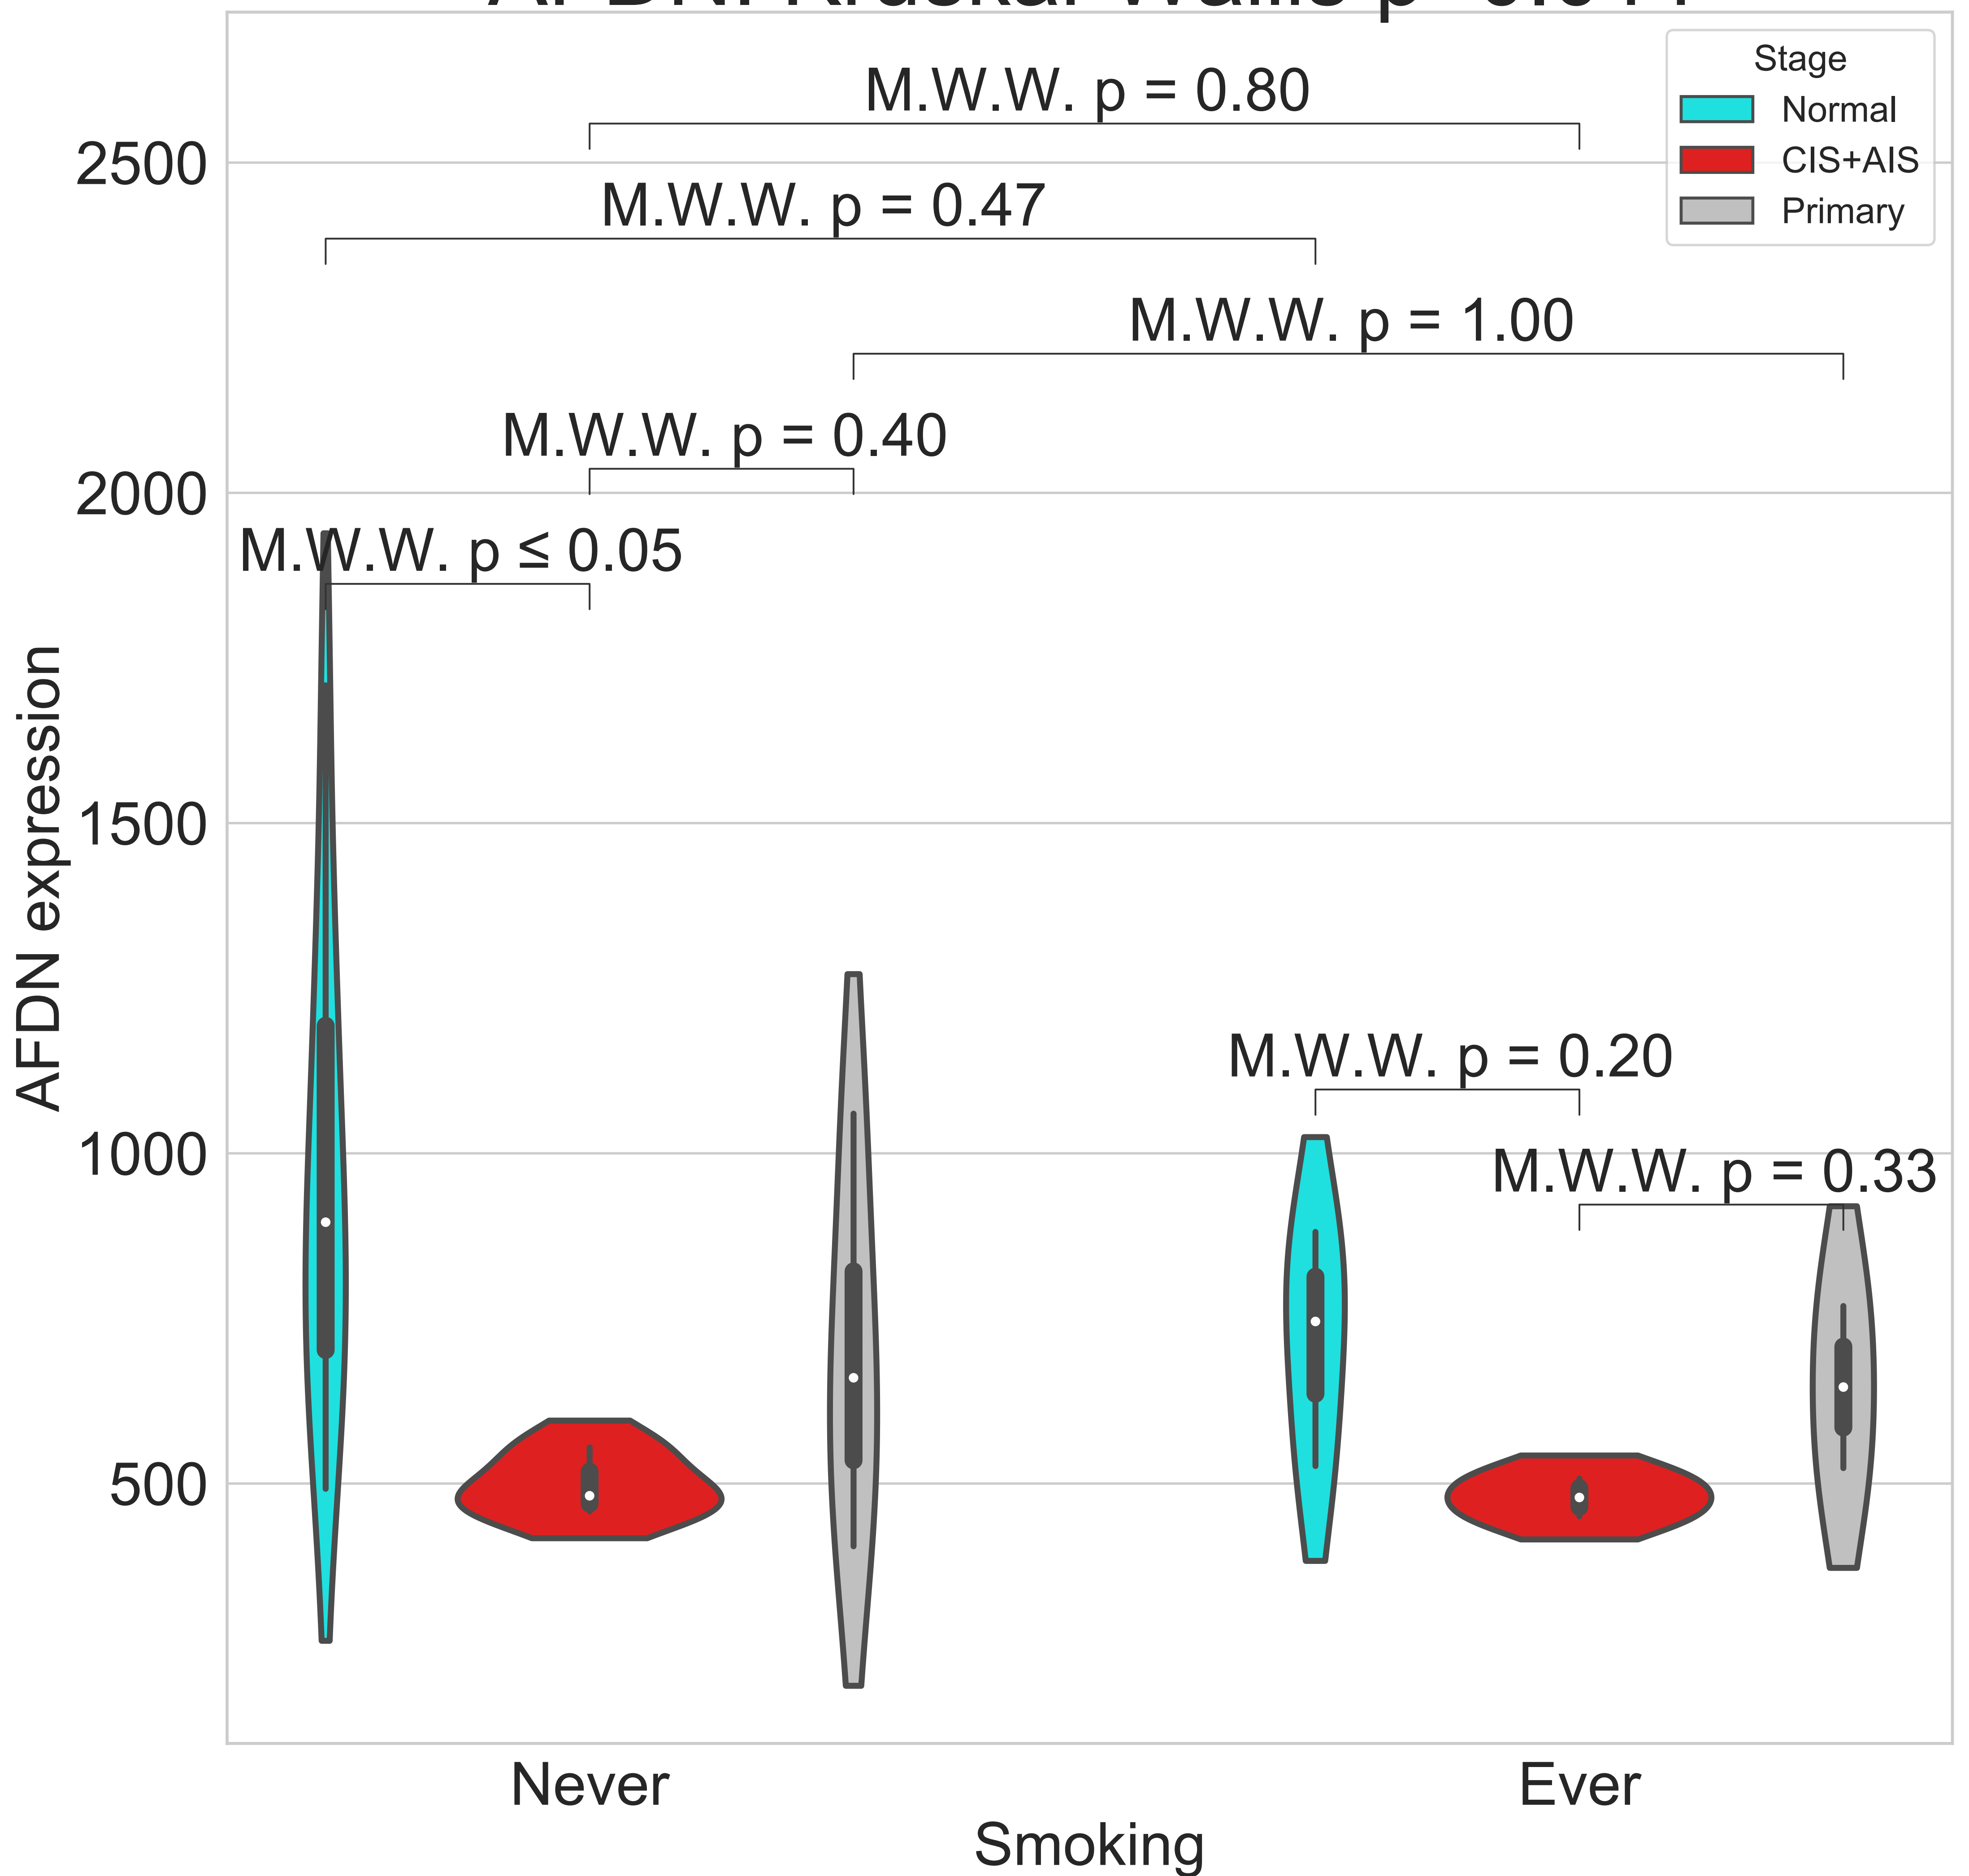 Stage
Normal
CIS+AIS
Primary
M.W.W. p = 0.80
M.W.W. p = 0.47
M.W.W. p = 1.00
M.W.W. p = 0.40
M.W.W. p ≤ 0.05
M.W.W. p = 0.20
M.W.W. p = 0.33
2500
2000
1500
1000
500
AFDN expression
Never
Ever
Smoking